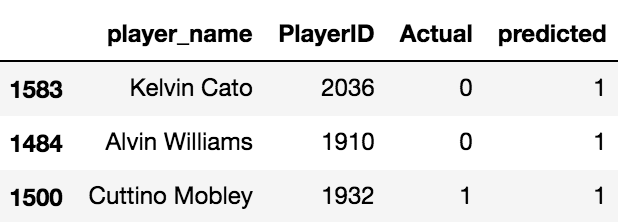 player_name PlayerID Actual predicted
1583 Kelvin Cato 2036 0 1
1484 Alvin Williams 1910 0 1
1500 Cuttino Mobley 1932 1 1